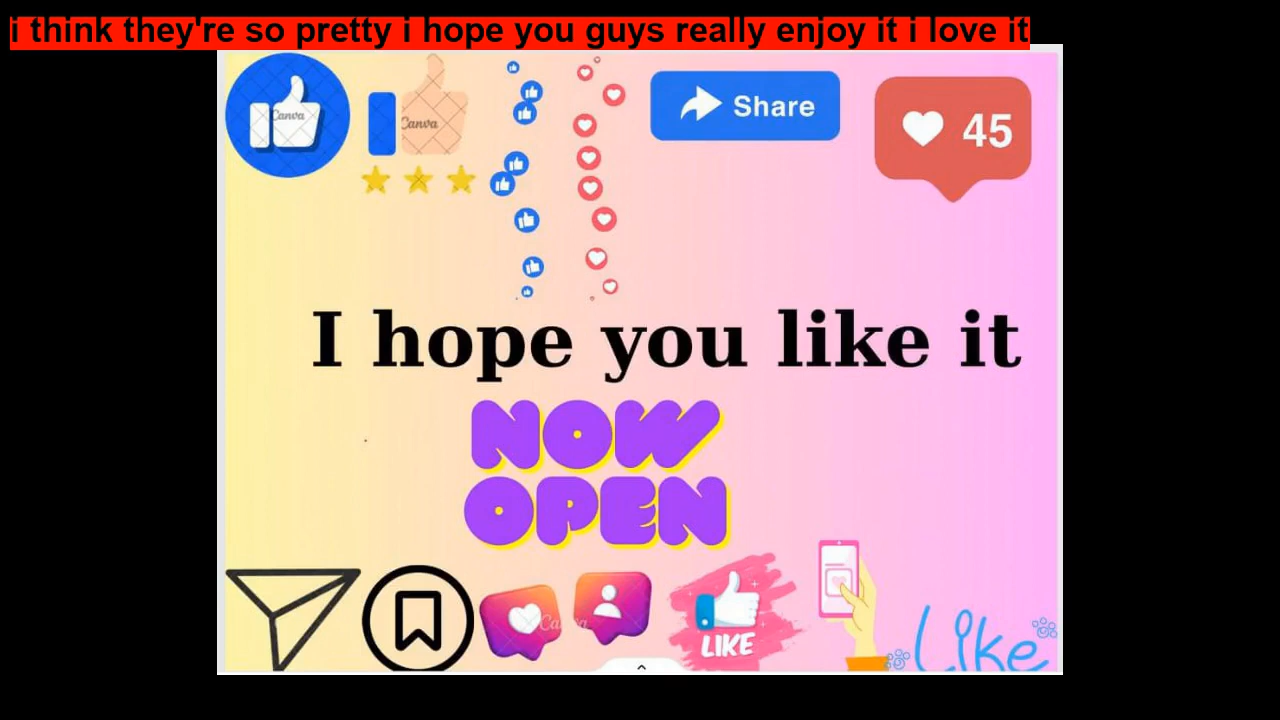 i think they're so pretty i hope you guys really enjoy it i love it
Canva
Canva
Share
45
I hope you like it
NOW
OPEN
Canva
LIKE
Like